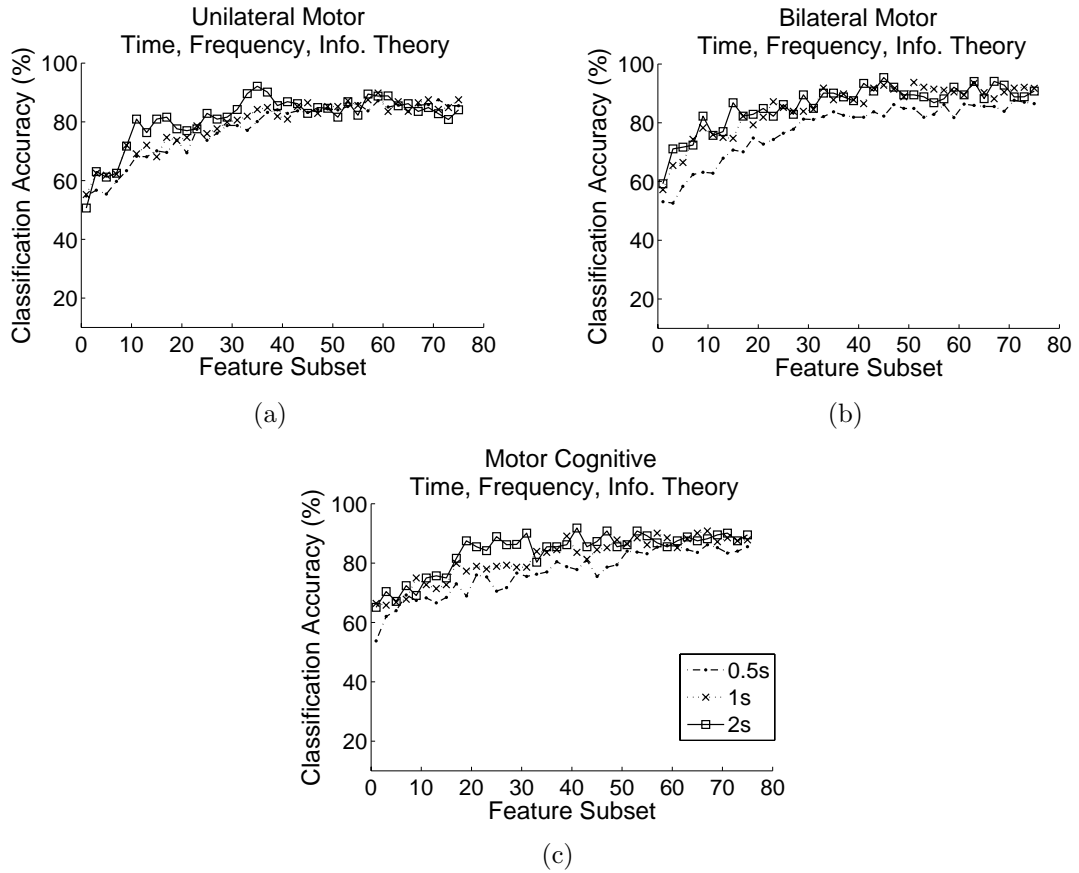 Unilateral Motor
Time, Frequency, Info. Theory
100
80
60
40
20
Classification Accuracy (%)
0 10 20 30 40 50 60 70 80
Feature Subset
(a)
Bilateral Motor
Time, Frequency, Info. Theory
100
80
60
40
20
Classification Accuracy (%)
0 10 20 30 40 50 60 70 80
Feature Subset
(b)
Motor Cognitive
Time, Frequency, Info. Theory
100
80
60
40
20
Classification Accuracy (%)
0.5s
1s
2s
0 10 20 30 40 50 60 70 80
Feature Subset
(c)